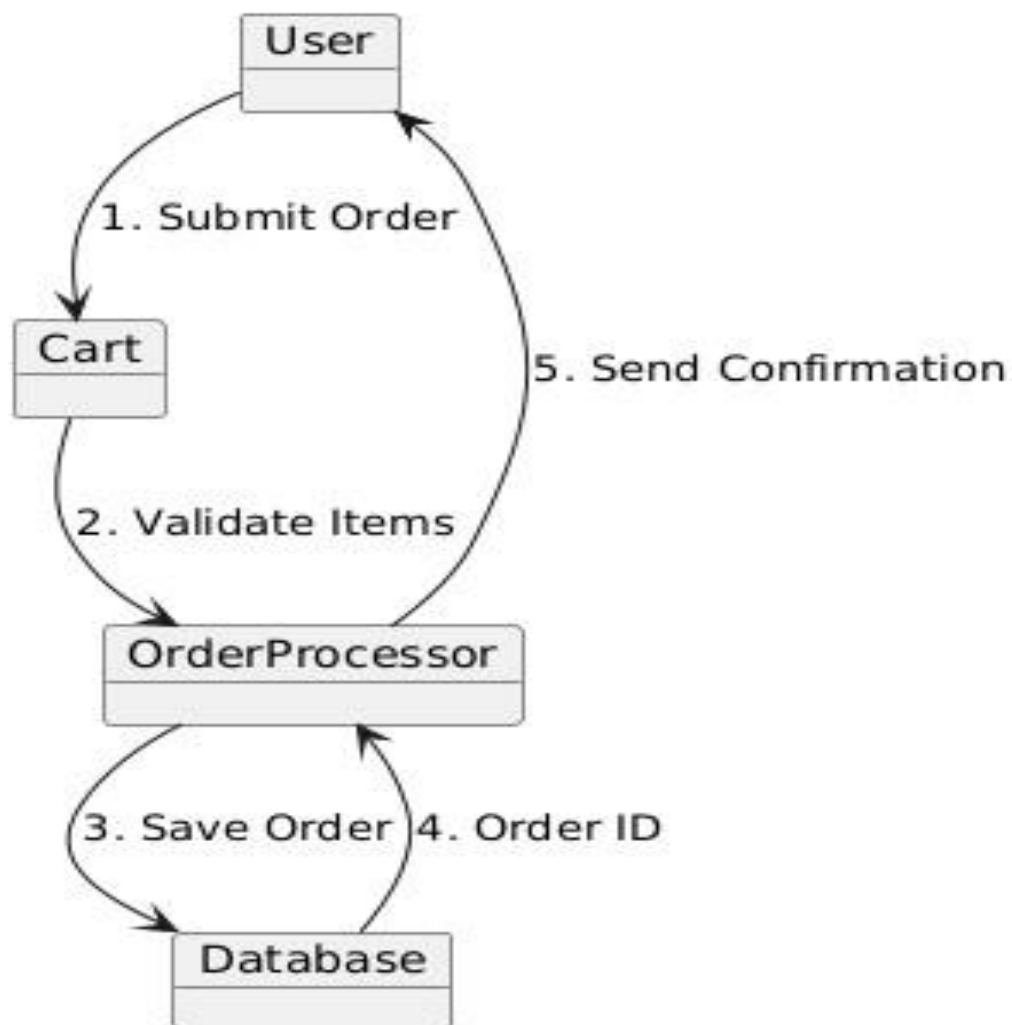 User
1. Submit Order
Cart
5. Send Confirmation
2. Validate Items
OrderProcessor
3. Save Order
4. Order ID
Database